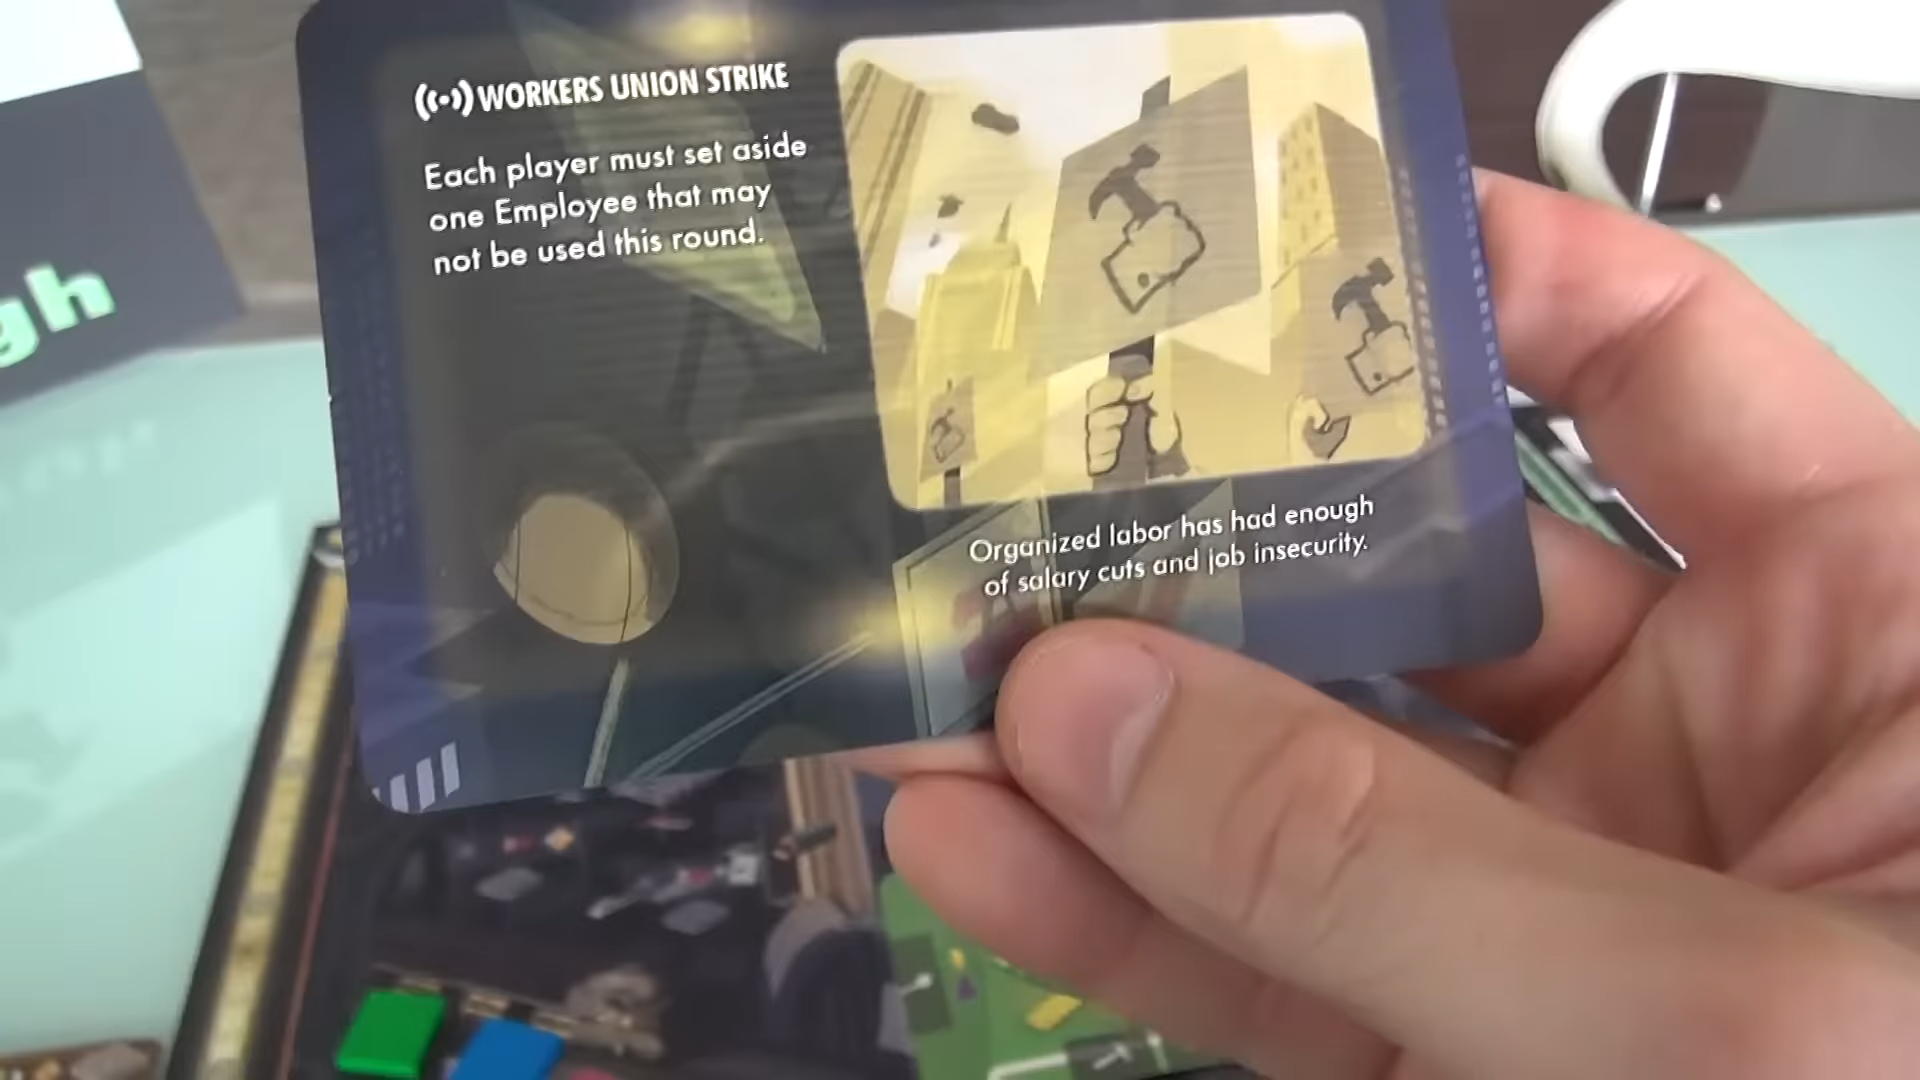 WORKERS UNION STRIKE
Each player must set aside
one Employee that may
not be used this round.
Organized labor has had enough
of salary cuts and job insecurity.
gh